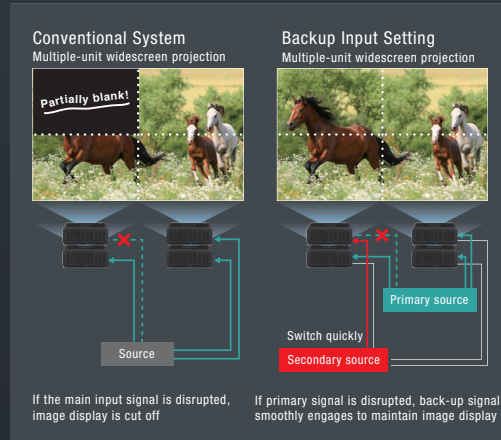 Conventional System
Multiple-unit widescreen projection
Partially blank!
Source
If the main input signal is disrupted,
image display is cut off
Backup Input Setting
Multiple-unit widescreen projection
Primary source
Switch quickly
Secondary source
If primary signal is disrupted, back-up signal
smoothly engages to maintain image display